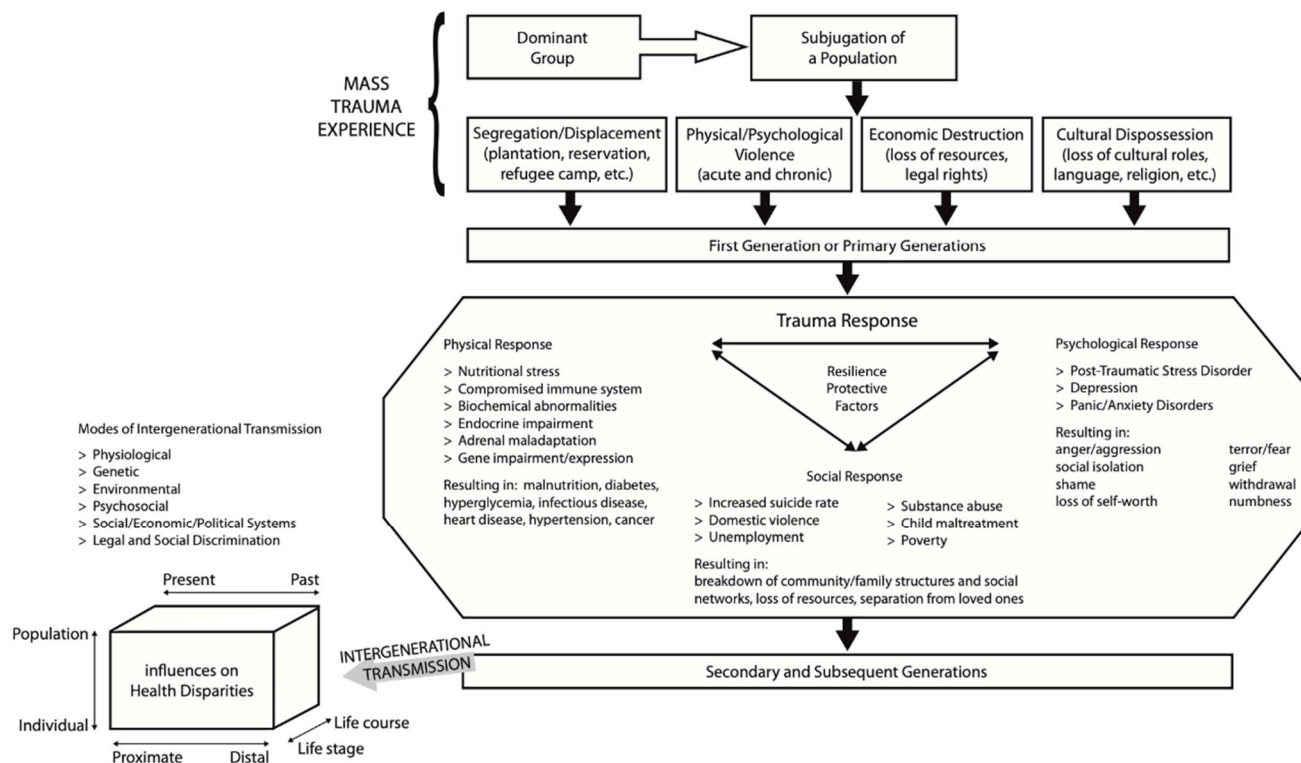 MASS
TRAUMA
EXPERIENCE
Dominant
Group
Subjugation of
a Population
Segregation/Displacement
(plantation, reservation,
refugee camp, etc.)
Physical/Psychological
Violence
(acute and chronic)
Economic Destruction
(loss of resources,
legal rights)
Cultural Dispossession
(loss of cultural roles,
language, religion, etc.)
First Generation or Primary Generations
Trauma Response
Physical Response
> Nutritional stress
> Compromised immune system
> Biochemical abnormalities
> Endocrine impairment
> Adrenal maladaptation
> Gene impairment/expression
Resulting in: malnutrition, diabetes,
hyperglycemia, infectious disease,
heart disease, hypertension, cancer
Resilience
Protective
Factors
Psychological Response
> Post-Traumatic Stress Disorder
> Depression
> Panic/Anxiety Disorders
Resulting in:
anger/aggression terror/fear
social isolation grief
shame withdrawal
loss of self-worth numbness
Social Response
> Increased suicide rate
> Domestic violence
> Unemployment
> Substance abuse
> Child maltreatment
> Poverty
Resulting in:
breakdown of community/family structures and social
networks, loss of resources, separation from loved ones
Secondary and Subsequent Generations
INTERGENERATIONAL
TRANSMISSION
Modes of Intergenerational Transmission
> Physiological
> Genetic
> Environmental
> Psychosocial
> Social/Economic/Political Systems
> Legal and Social Discrimination
Present Past
Population
Individual
influences on
Health Disparities
Life course
Life stage
Proximate Distal